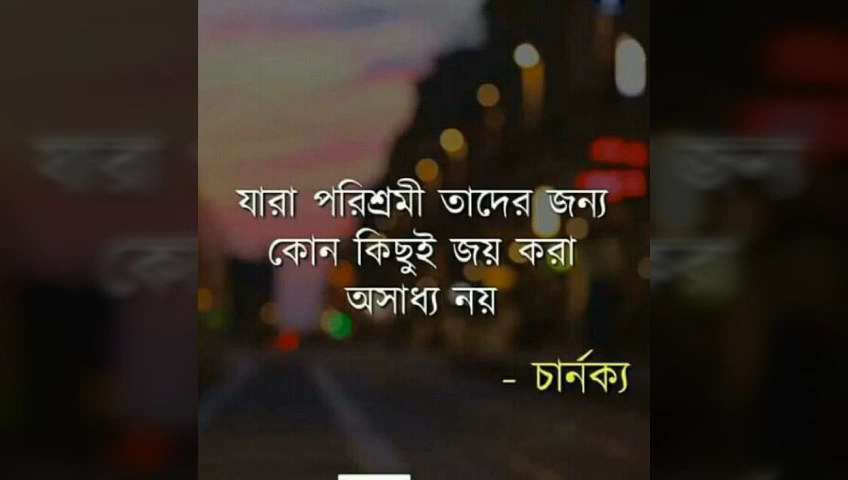 যারা পরিশ্রমী তাদের জন্য
কোন কিছুই জয় করা
অসাধ্য নয়
- চার্নক্য